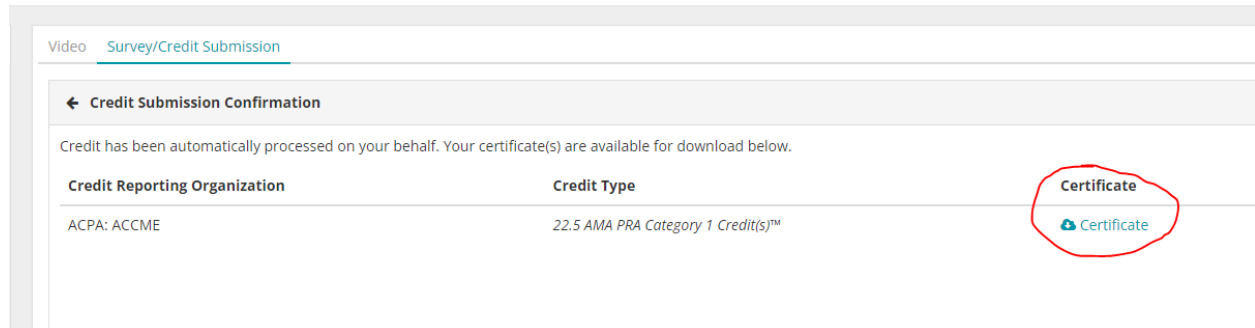 Video Survey/Credit Submission
Credit Submission Confirmation
Credit has been automatically processed on your behalf. Your certificate(s) are available for download below.
Credit Reporting Organization Credit Type Certificate
ACPA: ACCME 22.5 AMA PRA Category 1 Credit(s)™ Certificate